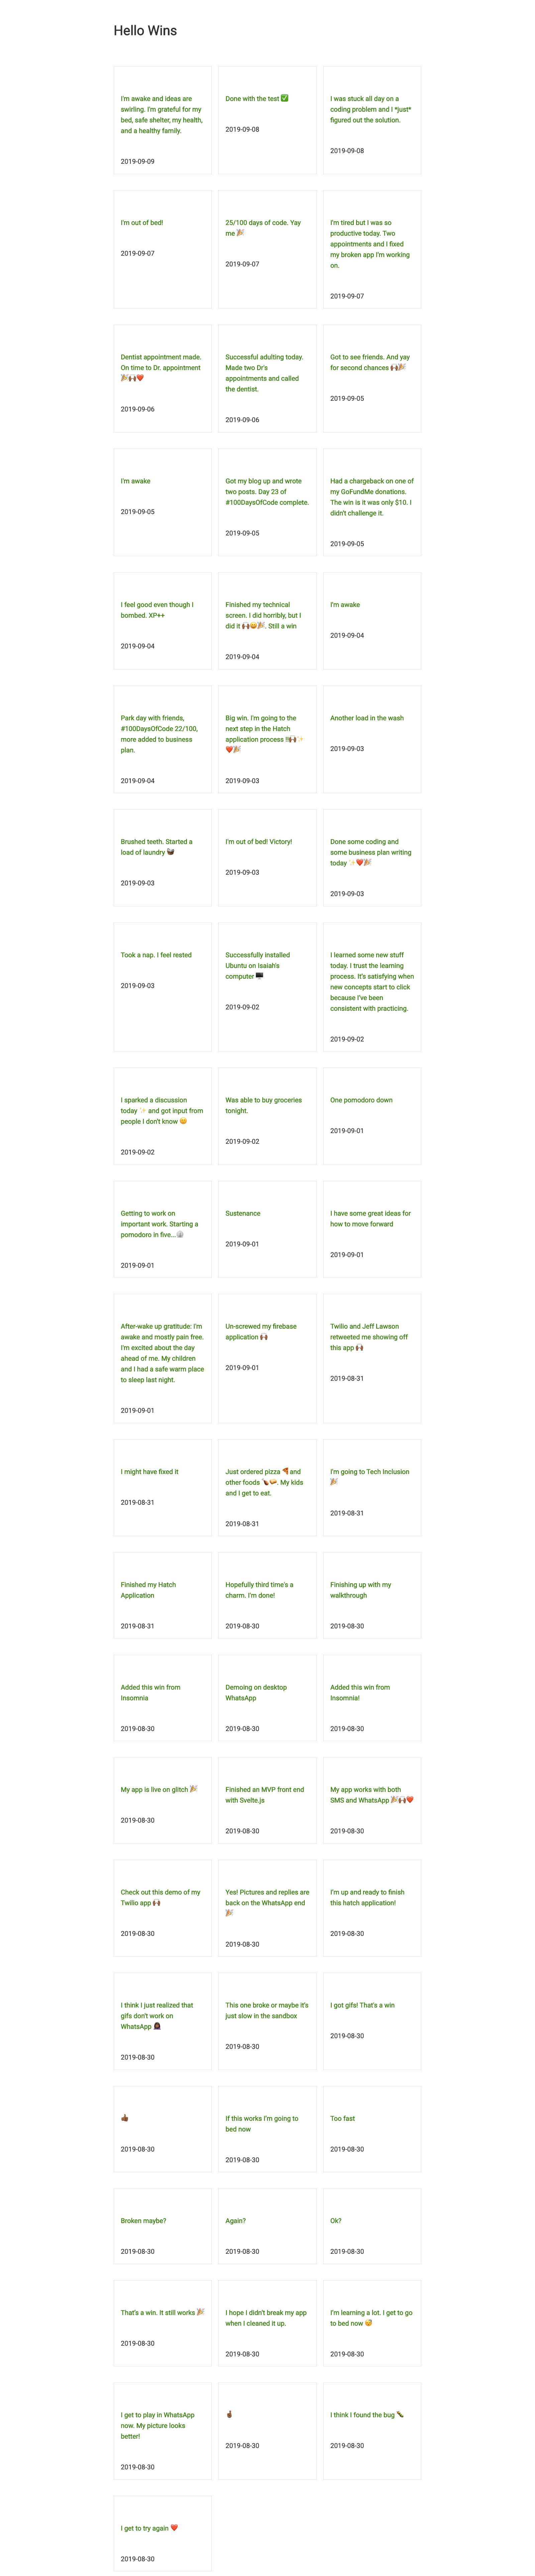 Hello Wins
I'm awake and ideas are
swirling. I'm grateful for my
bed, safe shelter, my health,
and a healthy family.
2019-09-09
Done with the test ✅
2019-09-08
I was stuck all day on a
coding problem and I *just*
figured out the solution.
2019-09-08
I'm out of bed!
2019-09-07
25/100 days of code. Yay
me 🎉
2019-09-07
I'm tired but I was so
productive today. Two
appointments and I fixed
my broken app I'm working
on.
2019-09-07
Dentist appointment made.
On time to Dr. appointment
🎉🙌🏾❤️
2019-09-06
Successful adulting today.
Made two Dr's
appointments and called
the dentist.
2019-09-06
Got to see friends. And yay
for second chances 🙌🏾🎉
2019-09-05
I'm awake
2019-09-05
Got my blog up and wrote
two posts. Day 23 of
#100DaysOfCode complete.
2019-09-05
Had a chargeback on one of
my GoFundMe donations.
The win is it was only $10. I
didn't challenge it.
2019-09-05
I feel good even though I
bombed. XP++
2019-09-04
Finished my technical
screen. I did horribly, but I
did it 🙌🏾😄🎉. Still a win
2019-09-04
I'm awake
2019-09-04
Park day with friends,
#100DaysOfCode 22/100,
more added to business
plan.
2019-09-04
Big win. I'm going to the
next step in the Hatch
application process 🙌🏾✨
❤️🎉
2019-09-03
Another load in the wash
2019-09-03
Brushed teeth. Started a
load of laundry
2019-09-03
I'm out of bed! Victory!
2019-09-03
Done some coding and
some business plan writing
today ✨❤️🎉
2019-09-03
Took a nap. I feel rested
2019-09-03
Successfully installed
Ubuntu on Isaiah's
computer 🖥️
2019-09-02
I learned some new stuff
today. I trust the learning
process. It's satisfying when
new concepts start to click
because I've been
consistent with practicing.
2019-09-02
I sparked a discussion
today ✨ and got input from
people I don't know 😊
2019-09-02
Was able to buy groceries
tonight.
2019-09-02
One pomodoro down
2019-09-01
Getting to work on
important work. Starting a
pomodoro in five...
2019-09-01
Sustenance
2019-09-01
I have some great ideas for
how to move forward
2019-09-01
After-wake up gratitude: I'm
awake and mostly pain free.
I'm excited about the day
ahead of me. My children
and I had a safe warm place
to sleep last night.
2019-09-01
Un-screwed my firebase
application 🙌🏾
2019-09-01
Twilio and Jeff Lawson
retweeted me showing off
this app 🙌🏾
2019-08-31
I might have fixed it
2019-08-31
Just ordered pizza 🍕 and
other foods 🍗. My kids
and I get to eat.
2019-08-31
I'm going to Tech Inclusion
🎉
2019-08-31
Finished my Hatch
Application
2019-08-31
Hopefully third time's a
charm. I'm done!
2019-08-30
Finishing up with my
walkthrough
2019-08-30
Added this win from
Insomnia
2019-08-30
Demoing on desktop
WhatsApp
2019-08-30
Added this win from
Insomnia!
2019-08-30
My app is live on glitch 🎉
2019-08-30
Finished an MVP front end
with Svelte.js
2019-08-30
My app works with both
SMS and WhatsApp 🎉🙌🏾❤️
2019-08-30
Check out this demo of my
Twilio app 🙌🏾
2019-08-30
Yes! Pictures and replies are
back on the WhatsApp end
🎉
2019-08-30
I'm up and ready to finish
this hatch application!
2019-08-30
I think I just realized that
gifs don't work on
WhatsApp
2019-08-30
This one broke or maybe it's
just slow in the sandbox
2019-08-30
I got gifs! That's a win
2019-08-30
👍🏾
2019-08-30
If this works I'm going to
bed now
2019-08-30
Too fast
2019-08-30
Broken maybe?
2019-08-30
Again?
2019-08-30
Ok?
2019-08-30
That's a win. It still works 🎉
2019-08-30
I hope I didn't break my app
when I cleaned it up.
2019-08-30
I'm learning a lot. I get to go
to bed now 😴
2019-08-30
I get to play in WhatsApp
now. My picture looks
better!
2019-08-30
2019-08-30
I think I found the bug 🐛
2019-08-30
I get to try again ❤️
2019-08-30